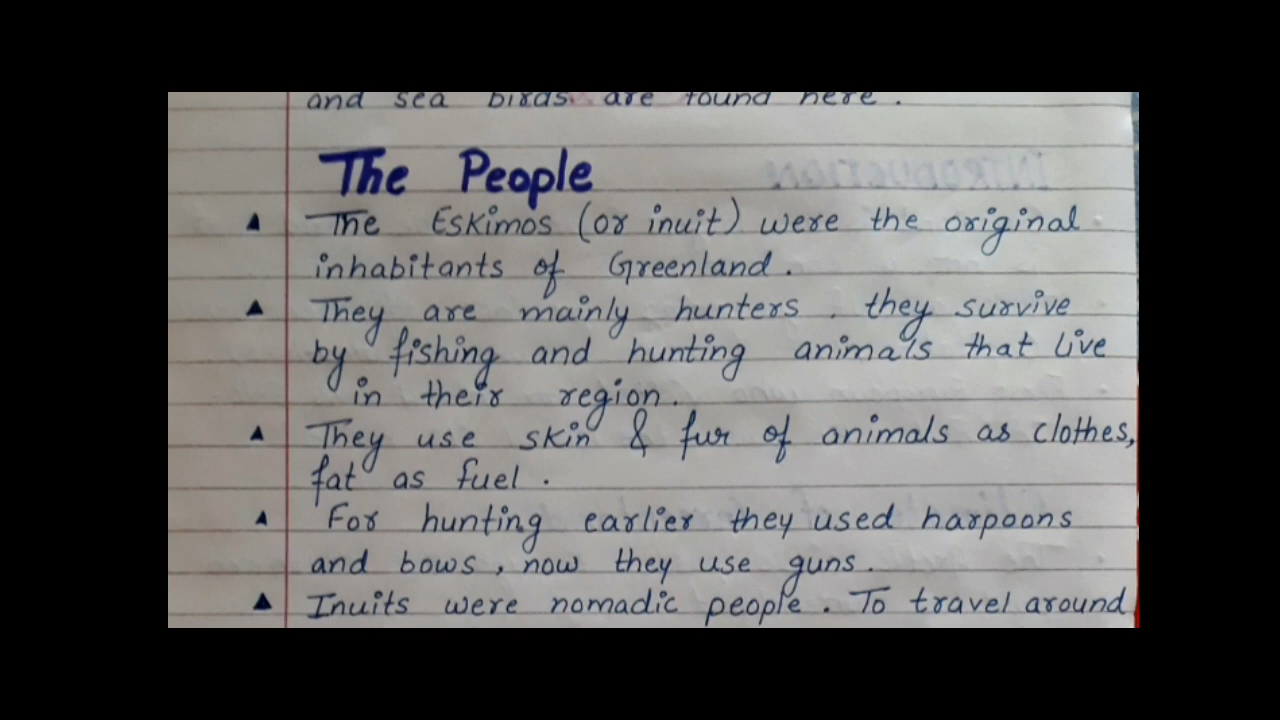 and sea birds are found here .
The People
▲ The Eskimos (or inuit) were the original
inhabitants of Greenland .
▲ They are mainly hunters . they survive
by fishing and hunting animals that live
in their region .
▲ They use skin & fur of animals as clothes,
fat as fuel .
▲ For hunting earlier they used harpoons
and bows , now they use guns .
▲ Inuits were nomadic people . To travel around